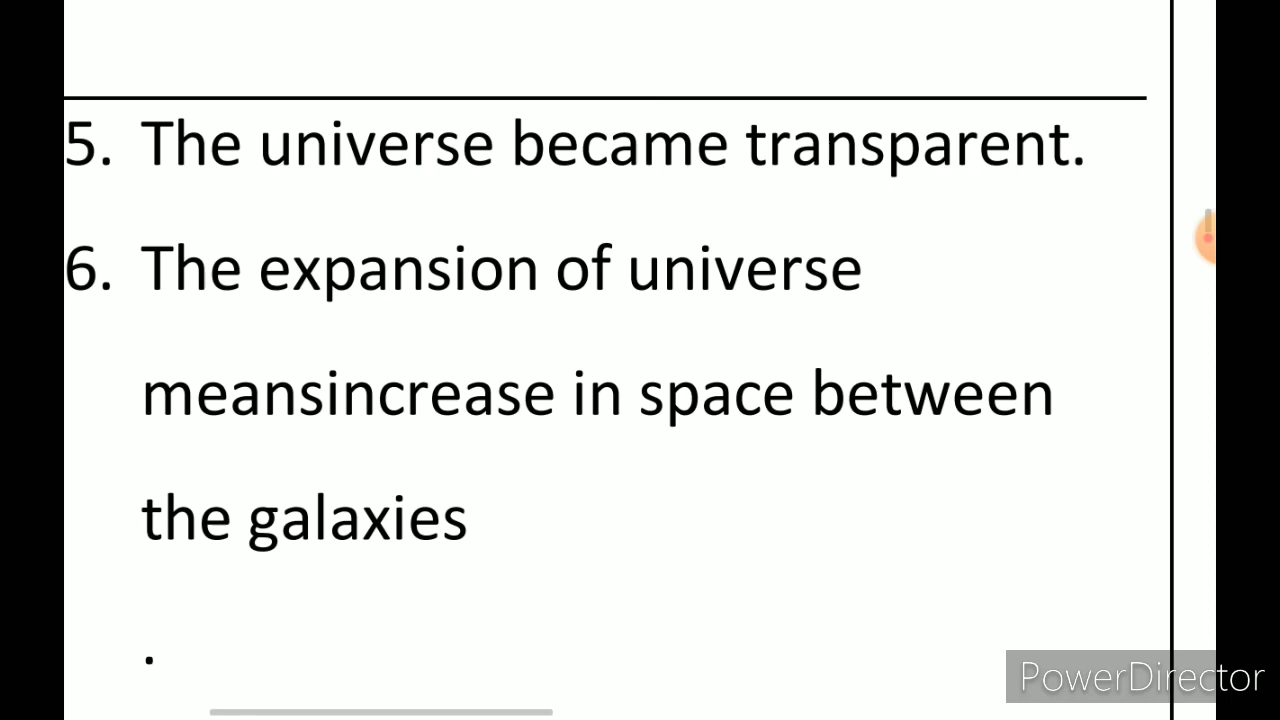 5. The universe became transparent.
6. The expansion of universe
meansincrease in space between
the galaxies
.
PowerDirector